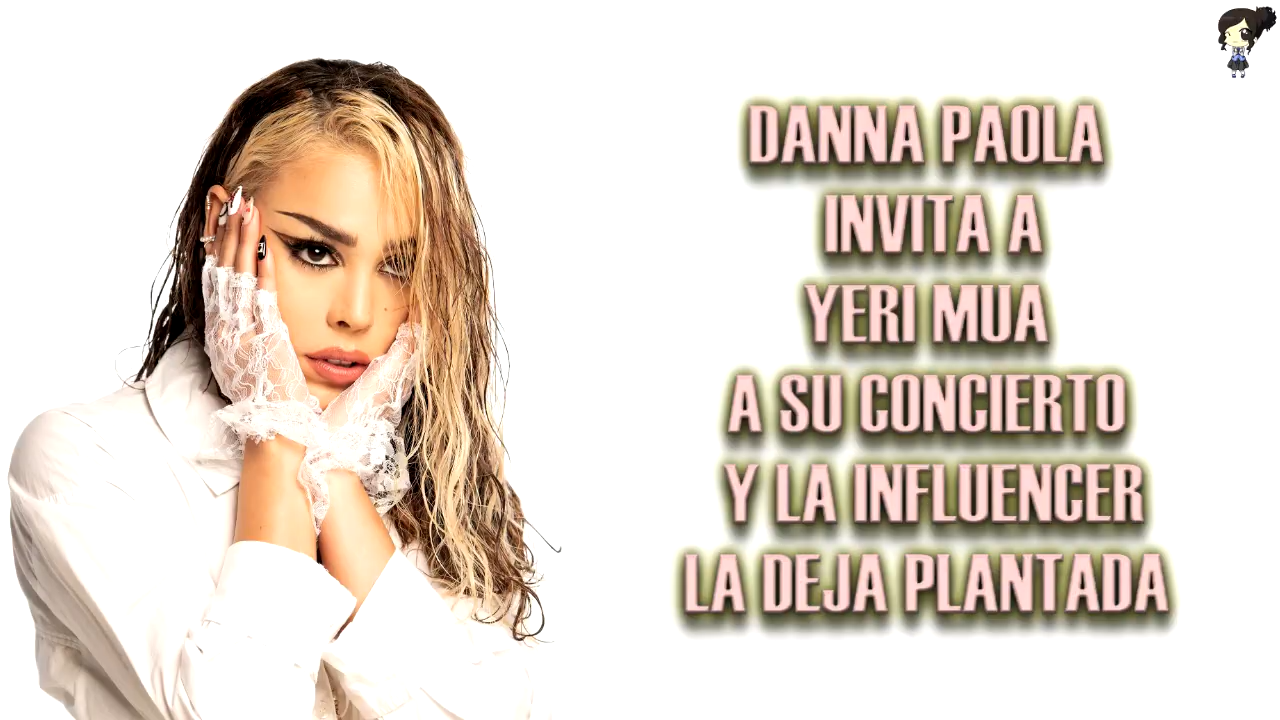 DANNA PAOLA
INVITA A
YERI MUA
A SU CONCIERTO
Y LA INFLUENCER
LA DEJA PLANTADA